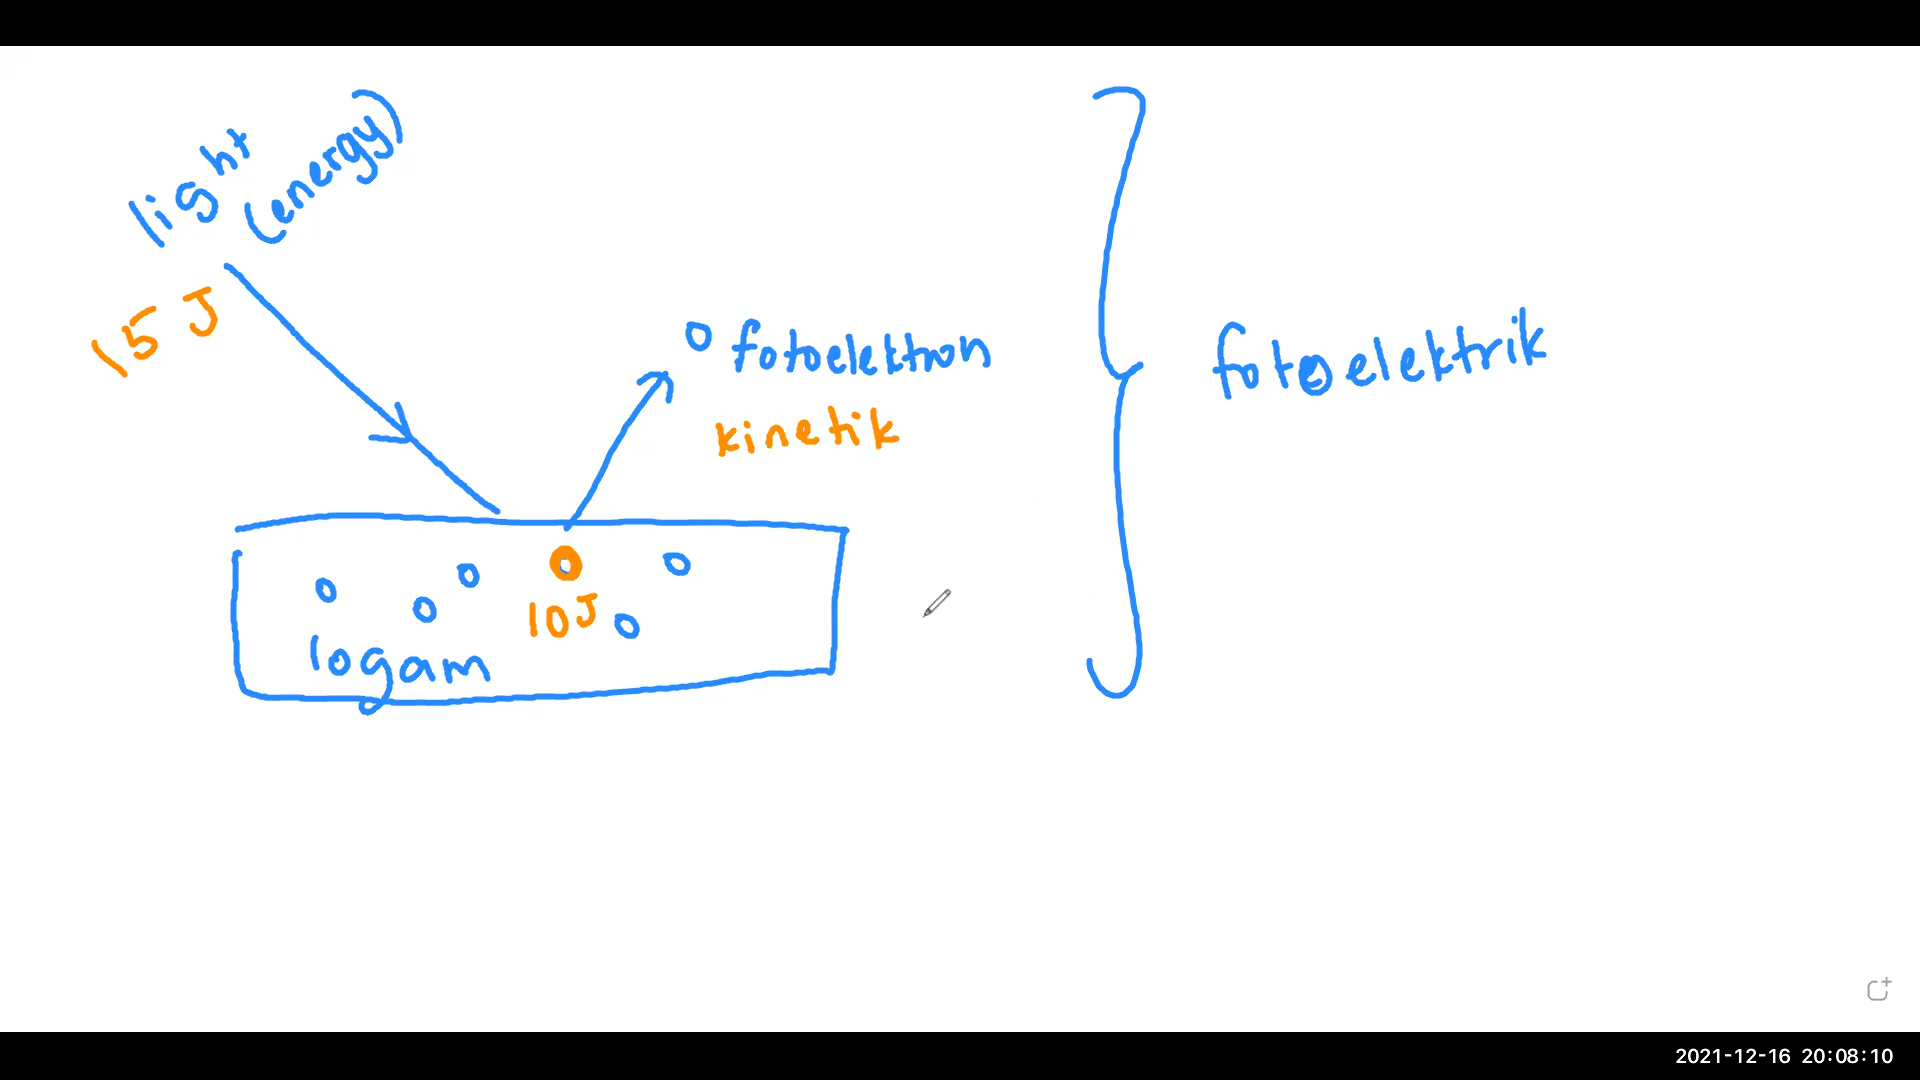 light
(energy)
15 J
fotoelektron
kinetik
10J
logam
fotoelektrik
2021-12-16 20:08:10